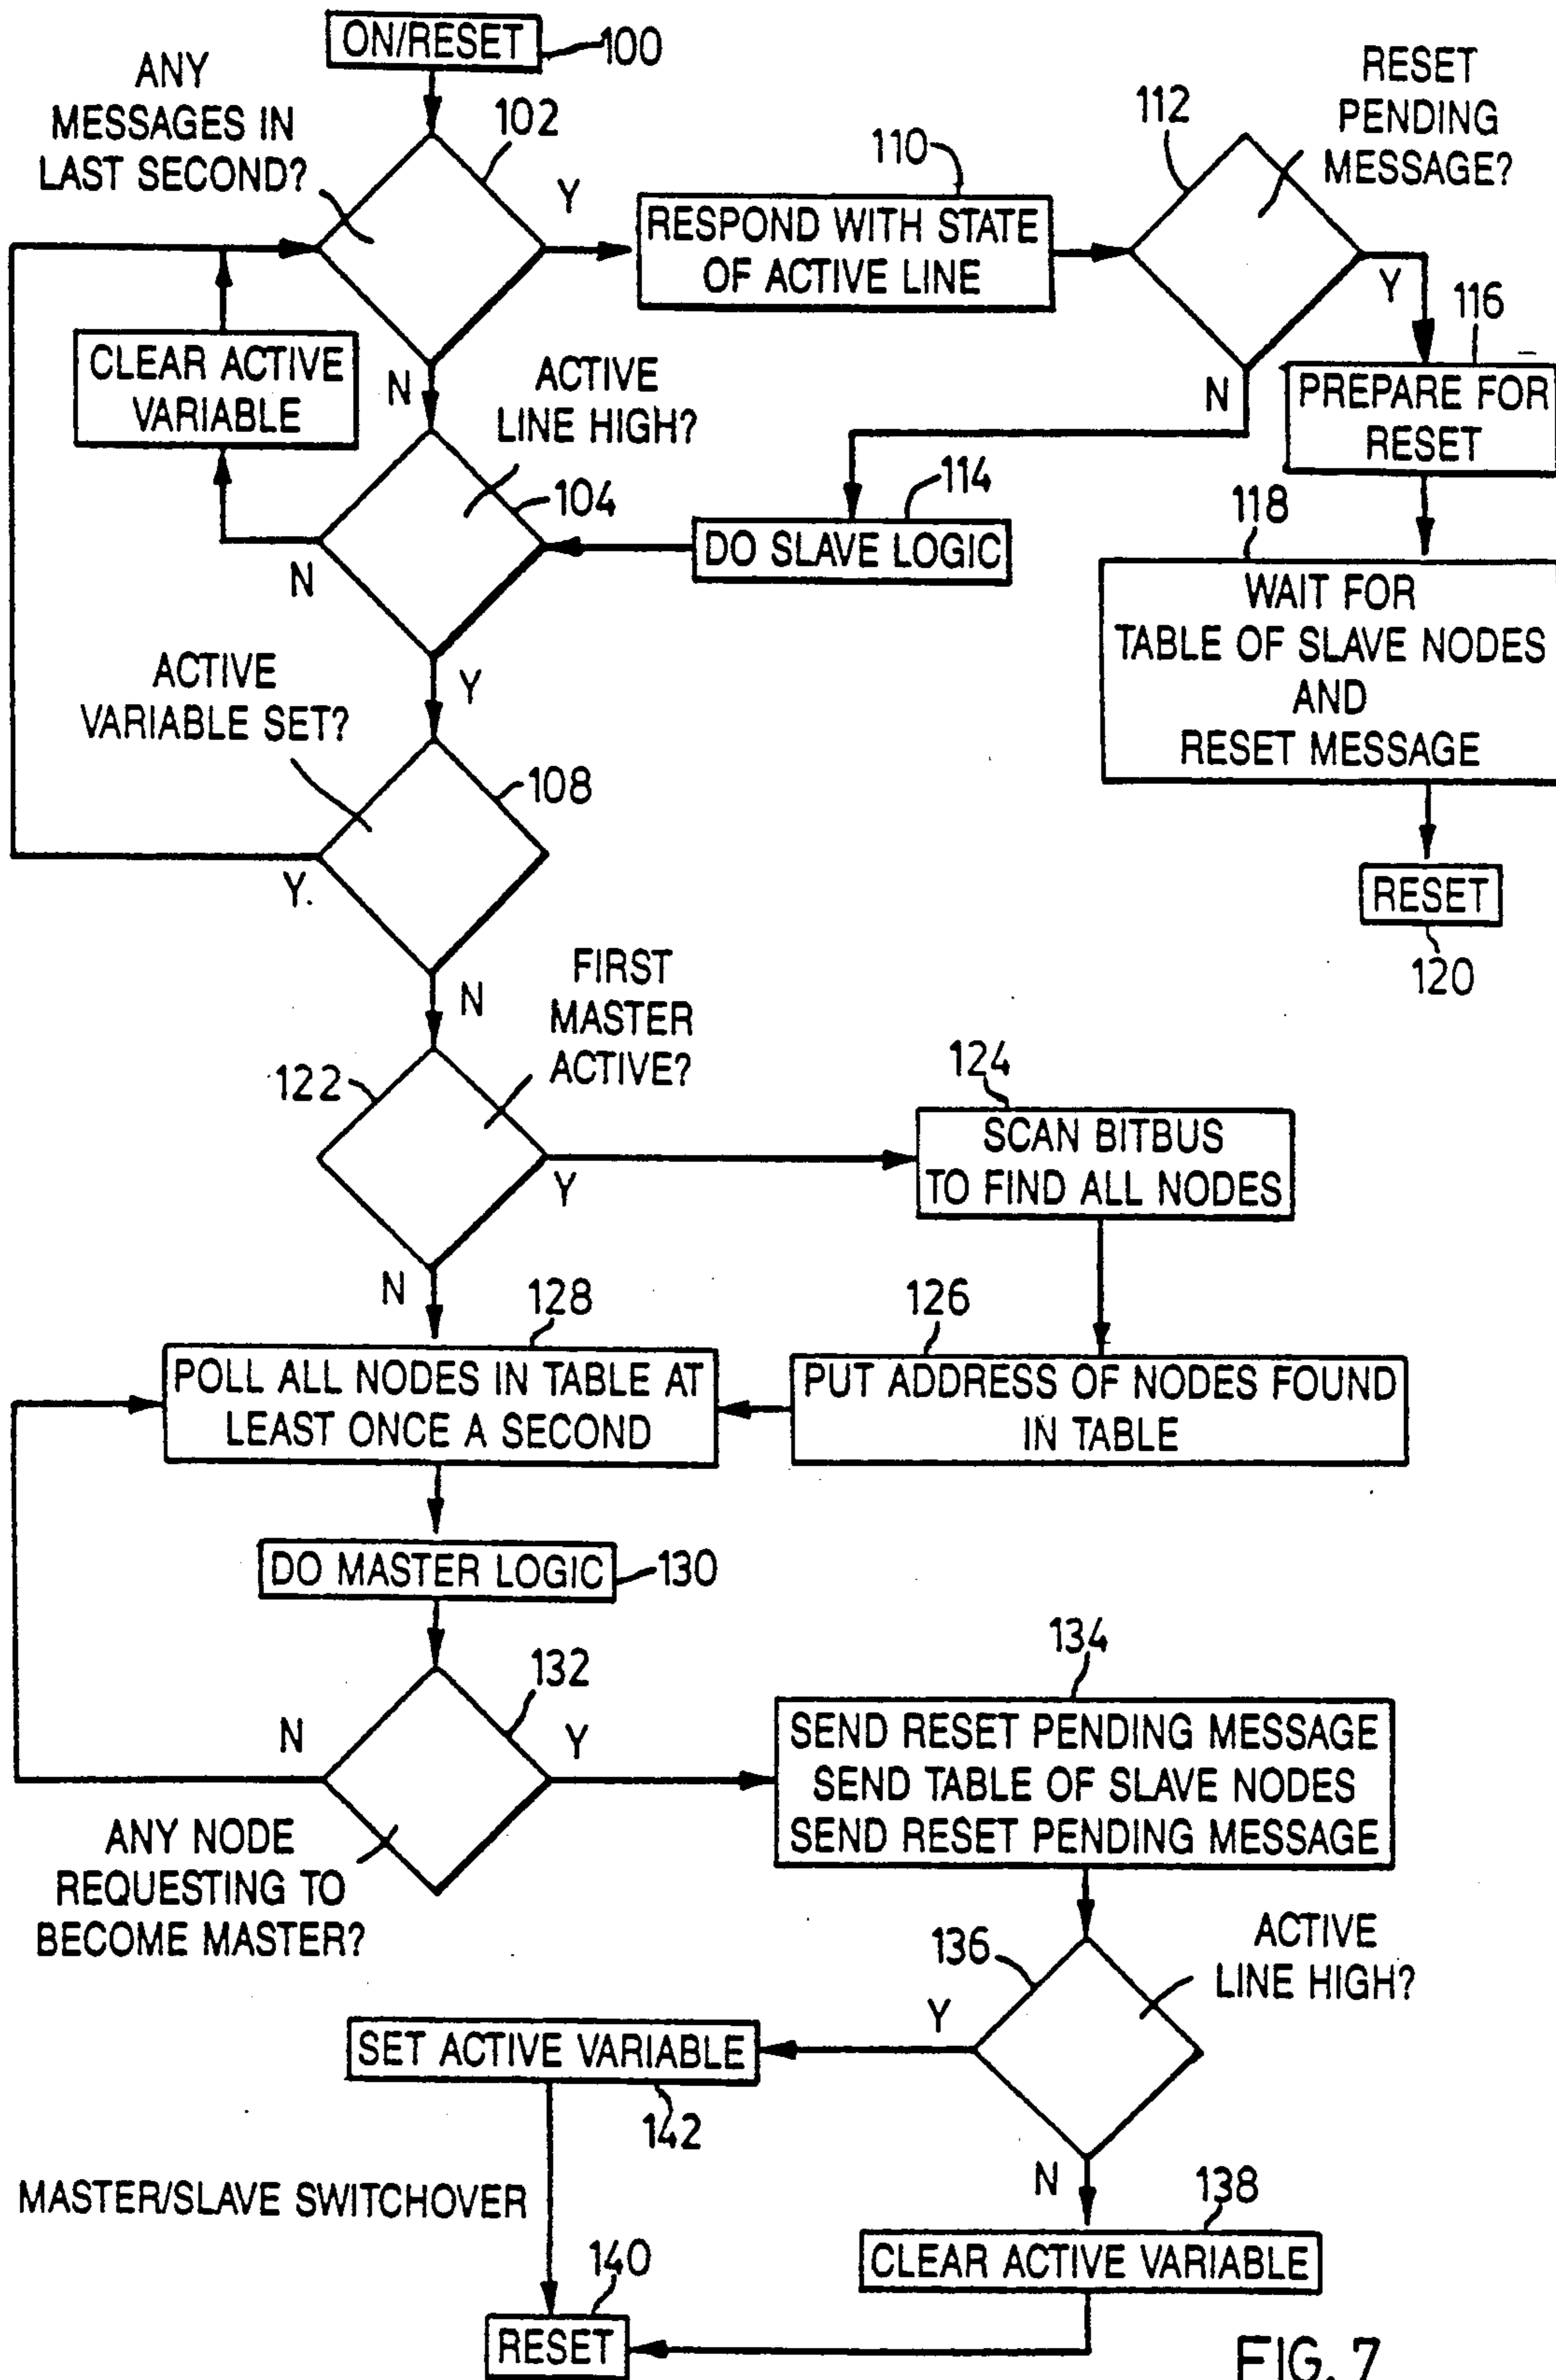 ON/RESET
100
ANY
MESSAGES IN
LAST SECOND?
102
Y
N
110
RESPOND WITH STATE
OF ACTIVE LINE
112
RESET
PENDING
MESSAGE?
Y
N
116
PREPARE FOR
RESET
CLEAR ACTIVE
VARIABLE
ACTIVE
LINE HIGH?
104
N
Y
114
DO SLAVE LOGIC
118
WAIT FOR
TABLE OF SLAVE NODES
AND
RESET MESSAGE
RESET
120
ACTIVE
VARIABLE SET?
108
Y.
N
FIRST
MASTER
ACTIVE?
122
Y
N
124
SCAN BITBUS
TO FIND ALL NODES
126
PUT ADDRESS OF NODES FOUND
IN TABLE
128
POLL ALL NODES IN TABLE AT
LEAST ONCE A SECOND
DO MASTER LOGIC
130
132
N
Y
ANY NODE
REQUESTING TO
BECOME MASTER?
134
SEND RESET PENDING MESSAGE
SEND TABLE OF SLAVE NODES
SEND RESET PENDING MESSAGE
136
ACTIVE
LINE HIGH?
Y
N
SET ACTIVE VARIABLE
142
MASTER/SLAVE SWITCHOVER
138
CLEAR ACTIVE VARIABLE
140
RESET
FIG. 7